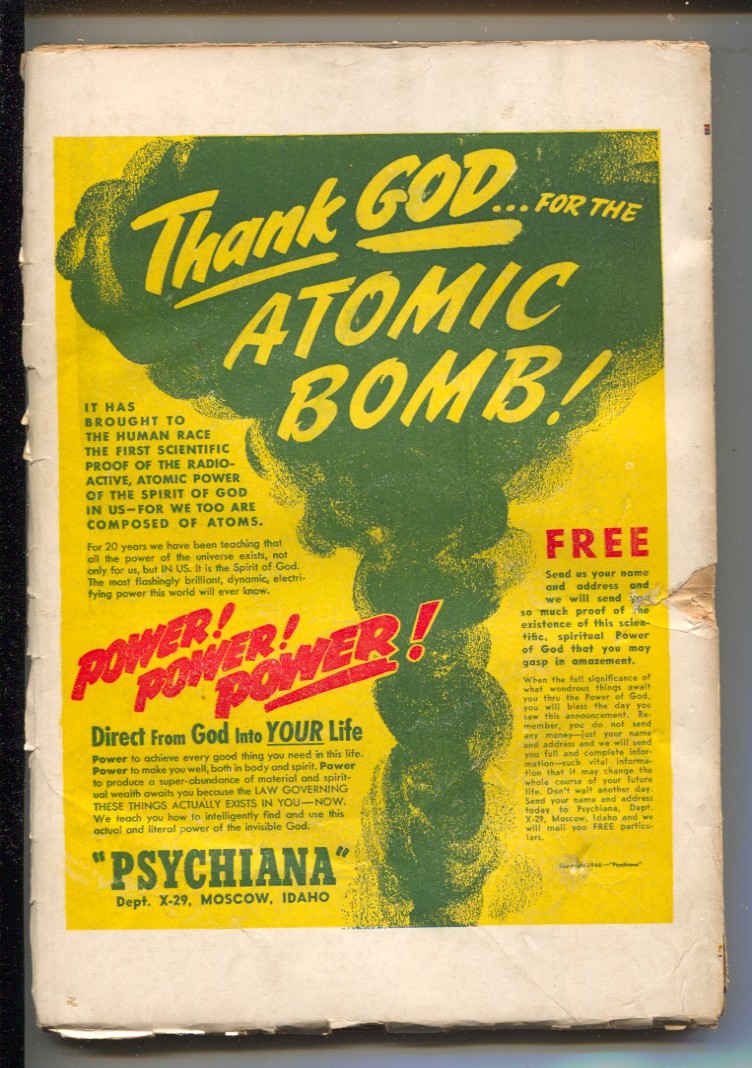 Thank GOD... FOR THE
ATOMIC
BOMB!
IT HAS
BROUGHT TO
THE HUMAN RACE
THE FIRST SCIENTIFIC
PROOF OF THE RADIO-
ACTIVE, ATOMIC POWER
OF THE SPIRIT OF GOD
IN US—FOR WE TOO ARE
COMPOSED OF ATOMS.
For 20 years we have been teaching that
all the power of the universe exists, not
only for us, but IN US. It is the Spirit of God.
The most flashingly brilliant, dynamic, electri-
fying power this world will ever know.
POWER!
POWER!
POWER!
Direct From God Into YOUR Life
Power to achieve every good thing you need in this life.
Power to make you well, both in body and spirit. Power
to produce a super-abundance of material and spirit-
ual wealth awaits you because the LAW GOVERNING
THESE THINGS ACTUALLY EXISTS IN YOU—NOW.
We teach you how to intelligently find and use this
actual and literal power of the invisible God.
"PSYCHIANA"
Dept. X-29, MOSCOW, IDAHO
FREE
Send us your name
and address and
we will send
so much proof of the
existence of this scien-
tific, spiritual Power
of God that you may
gasp in amazement.
When the full significance of
what wondrous things await
you thru the Power of God,
you will bless the day you
saw this announcement. Re-
member, you do not send
any money—just your name
and address and we will send
you full and complete infor-
mation—such vital informa-
tion that it may change the
whole course of your future
life. Don't wait another day.
Send your name and address
today to Psychiana, Dept.
X-29, Moscow, Idaho and we
will mail you FREE particu-
lars.
Copyright 1946—"Psychiana"